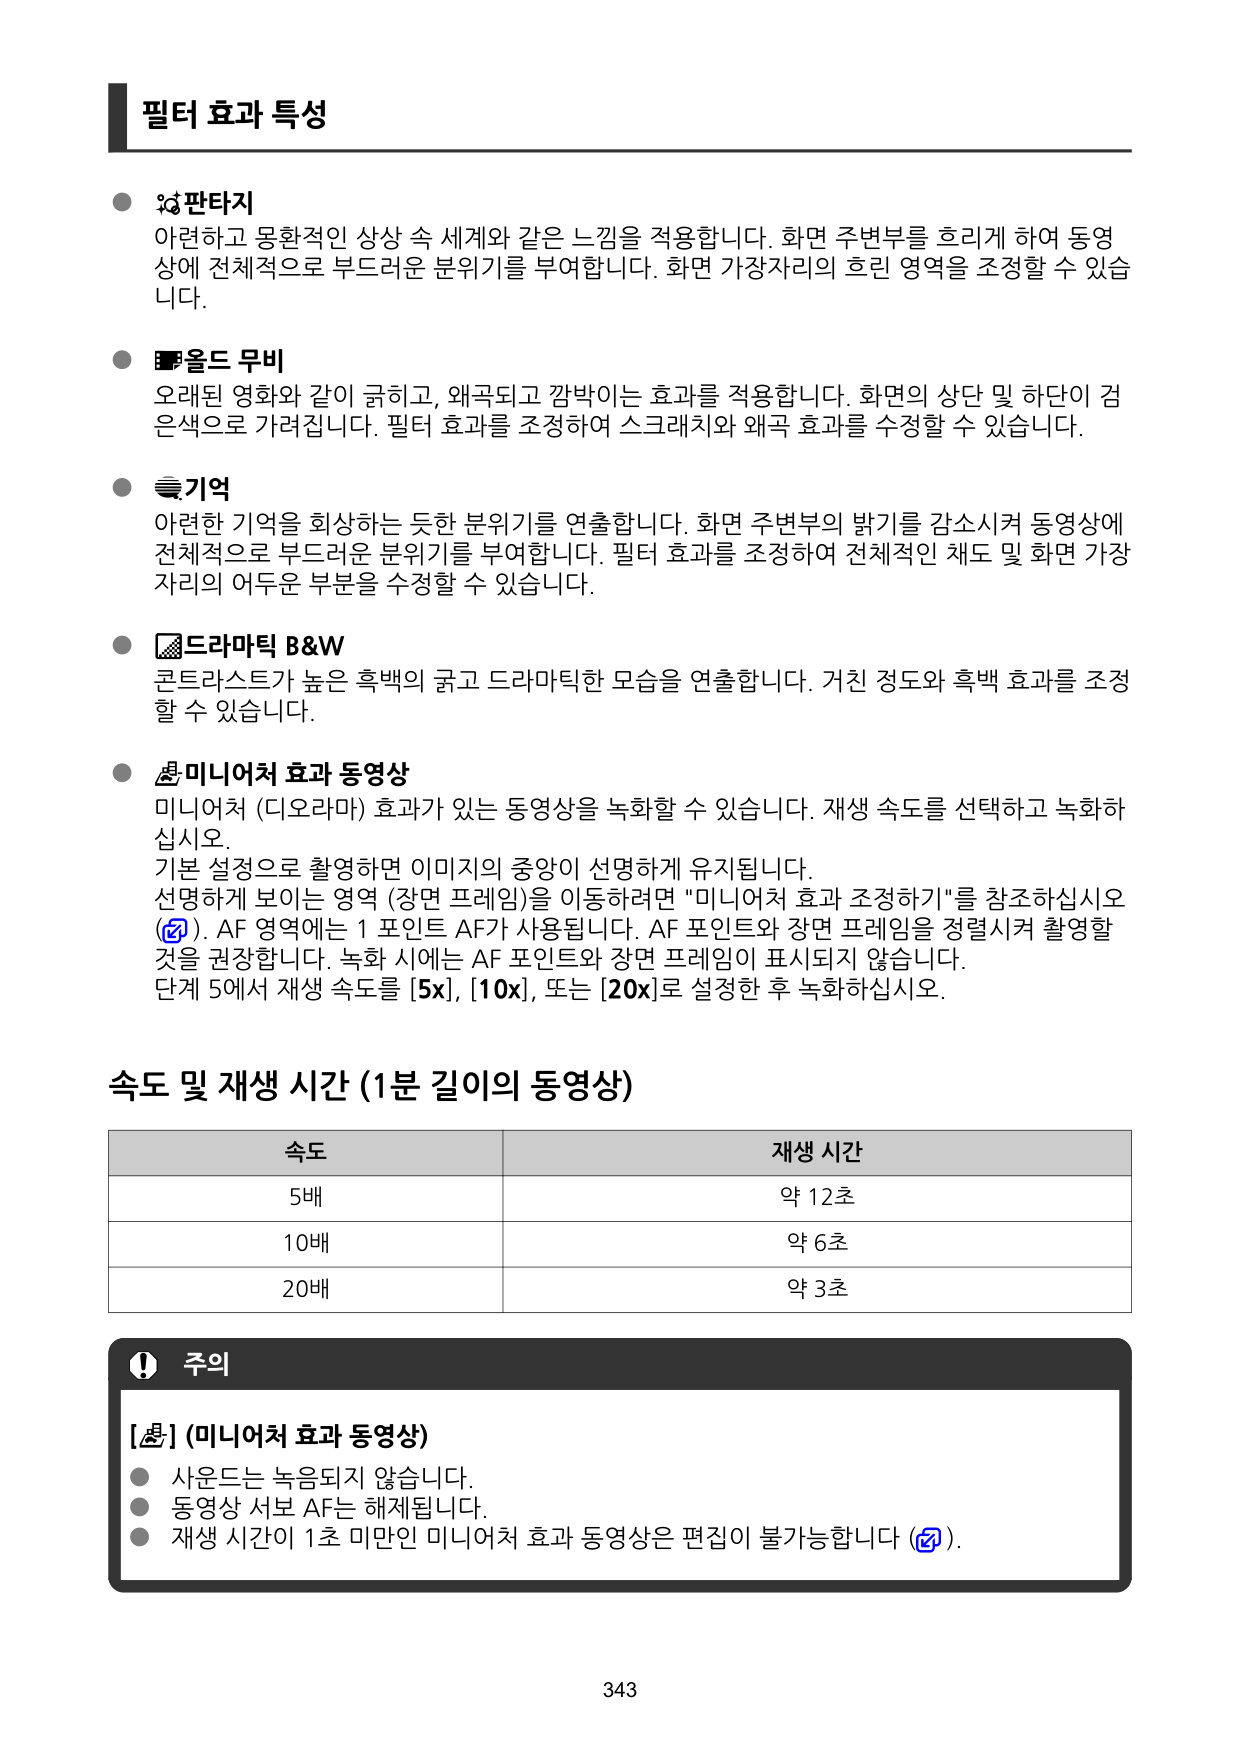 필터 효과 특성
판타지
아련하고 몽환적인 상상 속 세계와 같은 느낌을 적용합니다. 화면 주변부를 흐리게 하여 동영
상에 전체적으로 부드러운 분위기를 부여합니다. 화면 가장자리의 흐린 영역을 조정할 수 있습
니다.
올드 무비
오래된 영화와 같이 긁히고, 왜곡되고 깜박이는 효과를 적용합니다. 화면의 상단 및 하단이 검
은색으로 가려집니다. 필터 효과를 조정하여 스크래치와 왜곡 효과를 수정할 수 있습니다.
기억
아련한 기억을 회상하는 듯한 분위기를 연출합니다. 화면 주변부의 밝기를 감소시켜 동영상에
전체적으로 부드러운 분위기를 부여합니다. 필터 효과를 조정하여 전체적인 채도 및 화면 가장
자리의 어두운 부분을 수정할 수 있습니다.
드라마틱 B&W
콘트라스트가 높은 흑백의 굵고 드라마틱한 모습을 연출합니다. 거친 정도와 흑백 효과를 조정
할 수 있습니다.
미니어처 효과 동영상
미니어처 (디오라마) 효과가 있는 동영상을 녹화할 수 있습니다. 재생 속도를 선택하고 녹화하
십시오.
기본 설정으로 촬영하면 이미지의 중앙이 선명하게 유지됩니다.
선명하게 보이는 영역 (장면 프레임)을 이동하려면 "미니어처 효과 조정하기"를 참조하십시오
( ). AF 영역에는 1 포인트 AF가 사용됩니다. AF 포인트와 장면 프레임을 정렬시켜 촬영할
것을 권장합니다. 녹화 시에는 AF 포인트와 장면 프레임이 표시되지 않습니다.
단계 5에서 재생 속도를 [5x], [10x], 또는 [20x]로 설정한 후 녹화하십시오.
속도 및 재생 시간 (1분 길이의 동영상)
속도 재생 시간
5배 약 12초
10배 약 6초
20배 약 3초
주의
[ ] (미니어처 효과 동영상)
사운드는 녹음되지 않습니다.
동영상 서보 AF는 해제됩니다.
재생 시간이 1초 미만인 미니어처 효과 동영상은 편집이 불가능합니다 ( ).
343